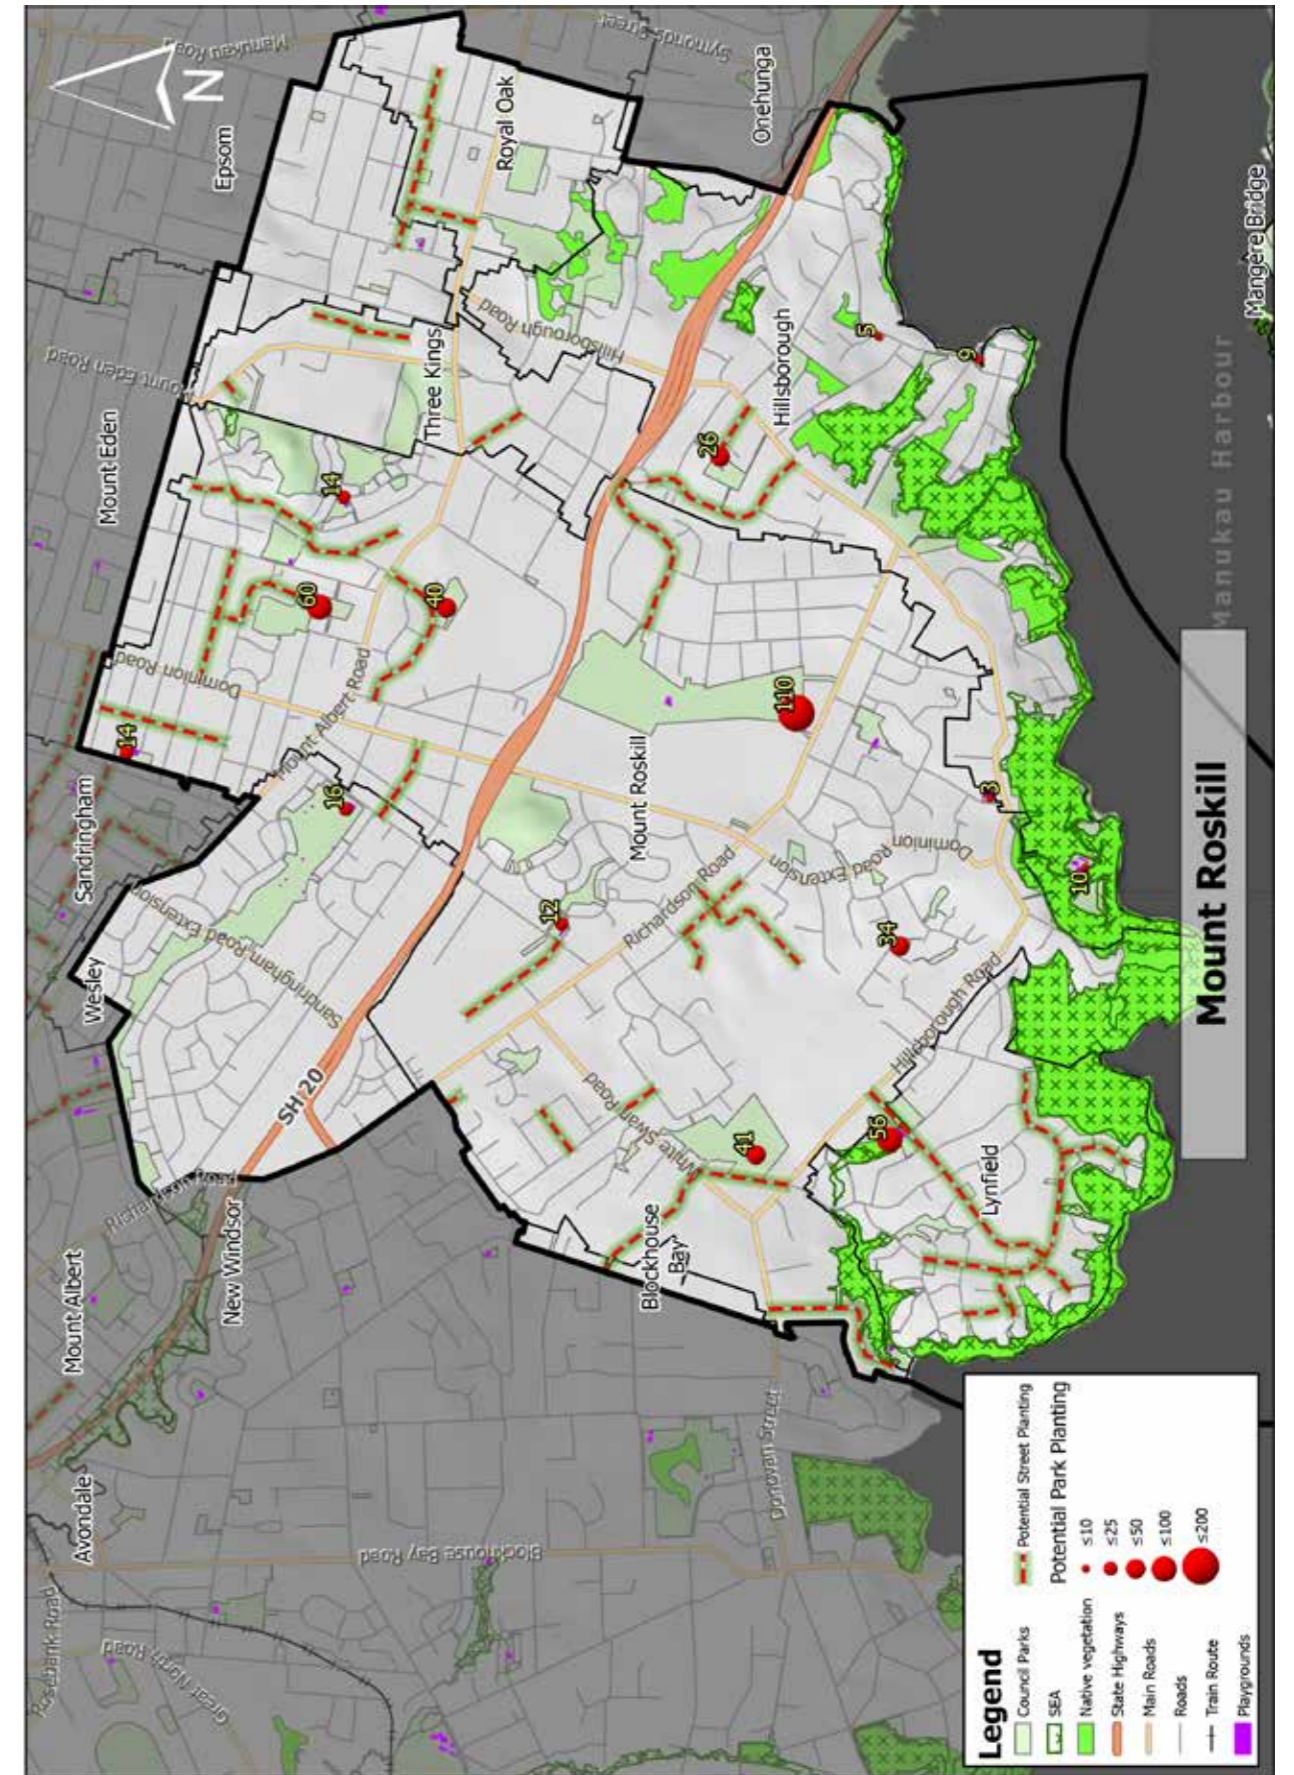 Mount Roskill
Legend
Council Parks
SEA
Native vegetation
State Highways
Main Roads
Roads
Train Route
Playgrounds
Potential Street Planting
Potential Park Planting
≤10
≤25
≤50
≤100
≤200
N
Rosebank Road
Great North Road
Avondale
Mount Albert
Blockhouse Bay Road
Donovan Street
New Windsor
Richardson Road
Wesley
Sandringham
Sandringham Road Extension
SH 20
Blockhouse
Bay
White Swan Road
Lynfield
Hillsborough Road
Richardson Road
Dominion
Road Extension
Mount Roskill
Mount Albert Road
Dominion Road
Mount Eden
Mount Eden Road
Three Kings
Hillsborough Road
Hillsborough
Epsom
Royal Oak
Manukau Road
Symonds Street
Onehunga
Mangere Bridge
Manukau Harbour
14
16
60
40
14
26
5
9
110
3
10
12
34
41
56